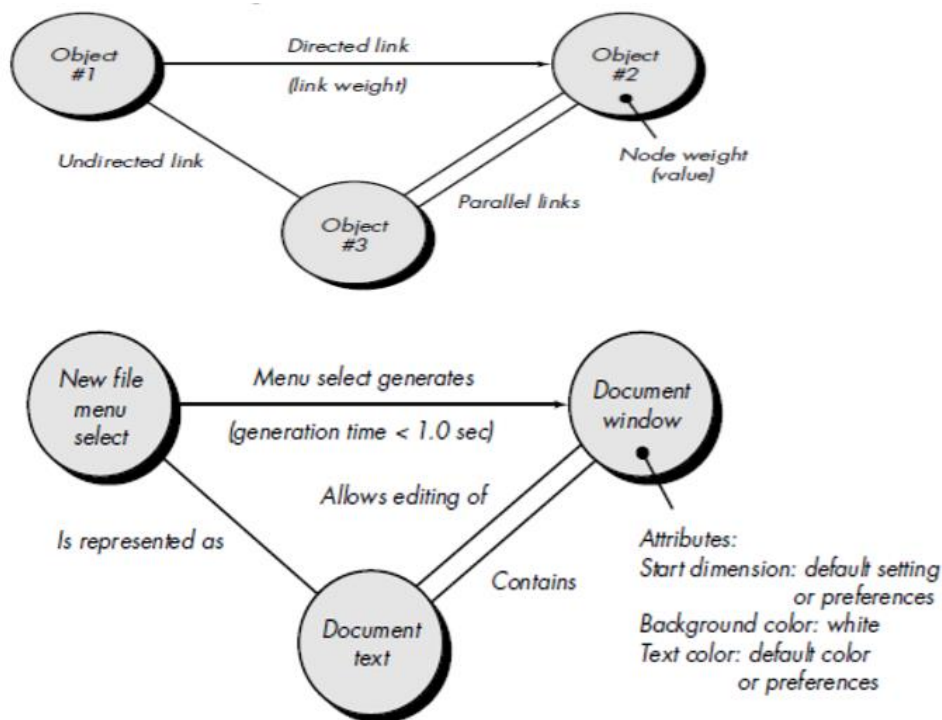 Object
#1
Directed link
(link weight)
Object
#2
Undirected link
Node weight
(value)
Parallel links
Object
#3
New file
menu
select
Menu select generates
(generation time < 1.0 sec)
Document
window
Allows editing of
Is represented as
Contains
Document
text
Attributes:
Start dimension: default setting
or preferences
Background color: white
Text color: default color
or preferences